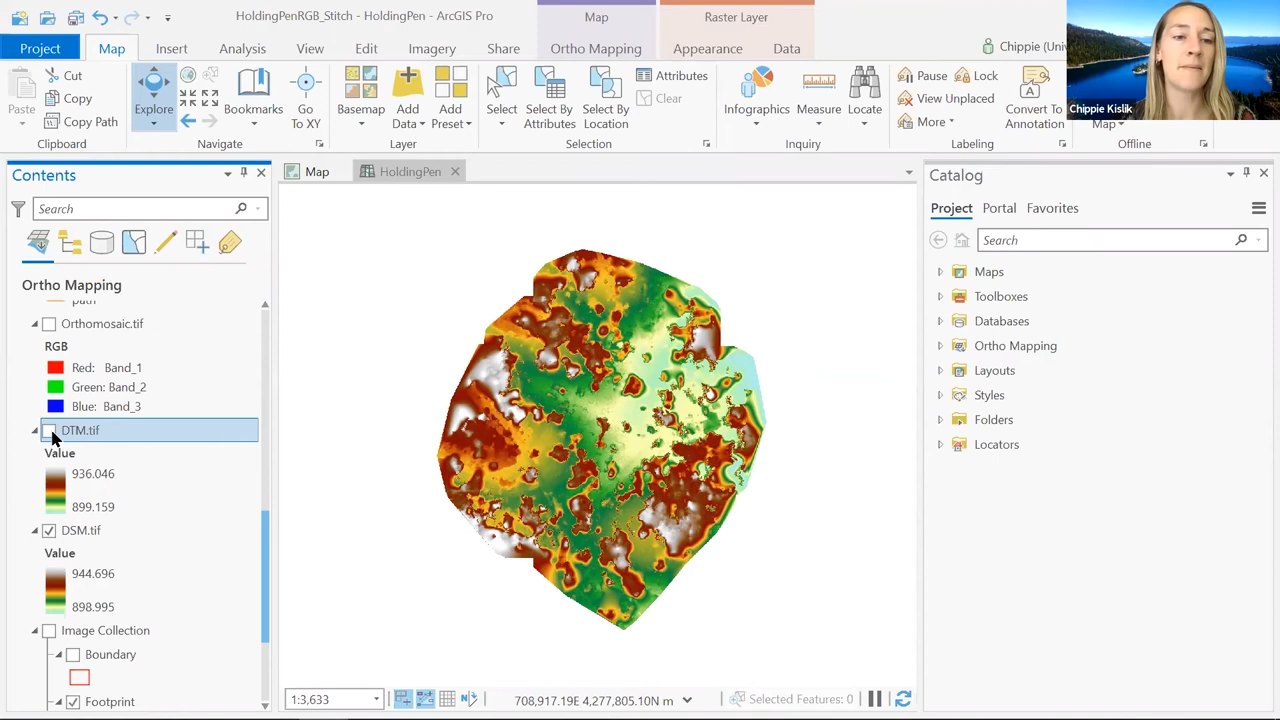 HoldingPenRGB_Stitch - HoldingPen - ArcGIS Pro
Map
Raster Layer
Project
Map
Insert
Analysis
View
Edit
Imagery
Share
Ortho Mapping
Appearance
Data
Chippie (Uni
Paste
Cut
Copy
Copy Path
Clipboard
Explore
Bookmarks
Go To XY
Navigate
Basemap
Add Data
Add Preset
Layer
Select
Select By Attributes
Select By Location
Attributes
Clear
Selection
Infographics
Measure
Locate
Inquiry
Pause
Lock
View Unplaced
More
Convert To Annotation
Labeling
Map
Offline
Chippie Kislik
Contents
Search
Ortho Mapping
path
Orthomosaic.tif
RGB
Red: Band_1
Green: Band_2
Blue: Band_3
DTM.tif
Value
936.046
899.159
DSM.tif
Value
944.696
898.995
Image Collection
Boundary
Footprint
Map
HoldingPen
1:3,633
708,917.19E 4,277,805.10N m
Selected Features: 0
Catalog
Project
Portal
Favorites
Search
Maps
Toolboxes
Databases
Ortho Mapping
Layouts
Styles
Folders
Locators